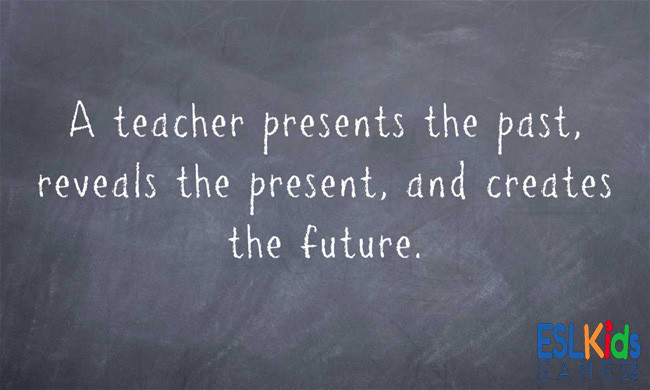 A teacher presents the past,
reveals the present, and creates
the future.
ESLKids
GAMES